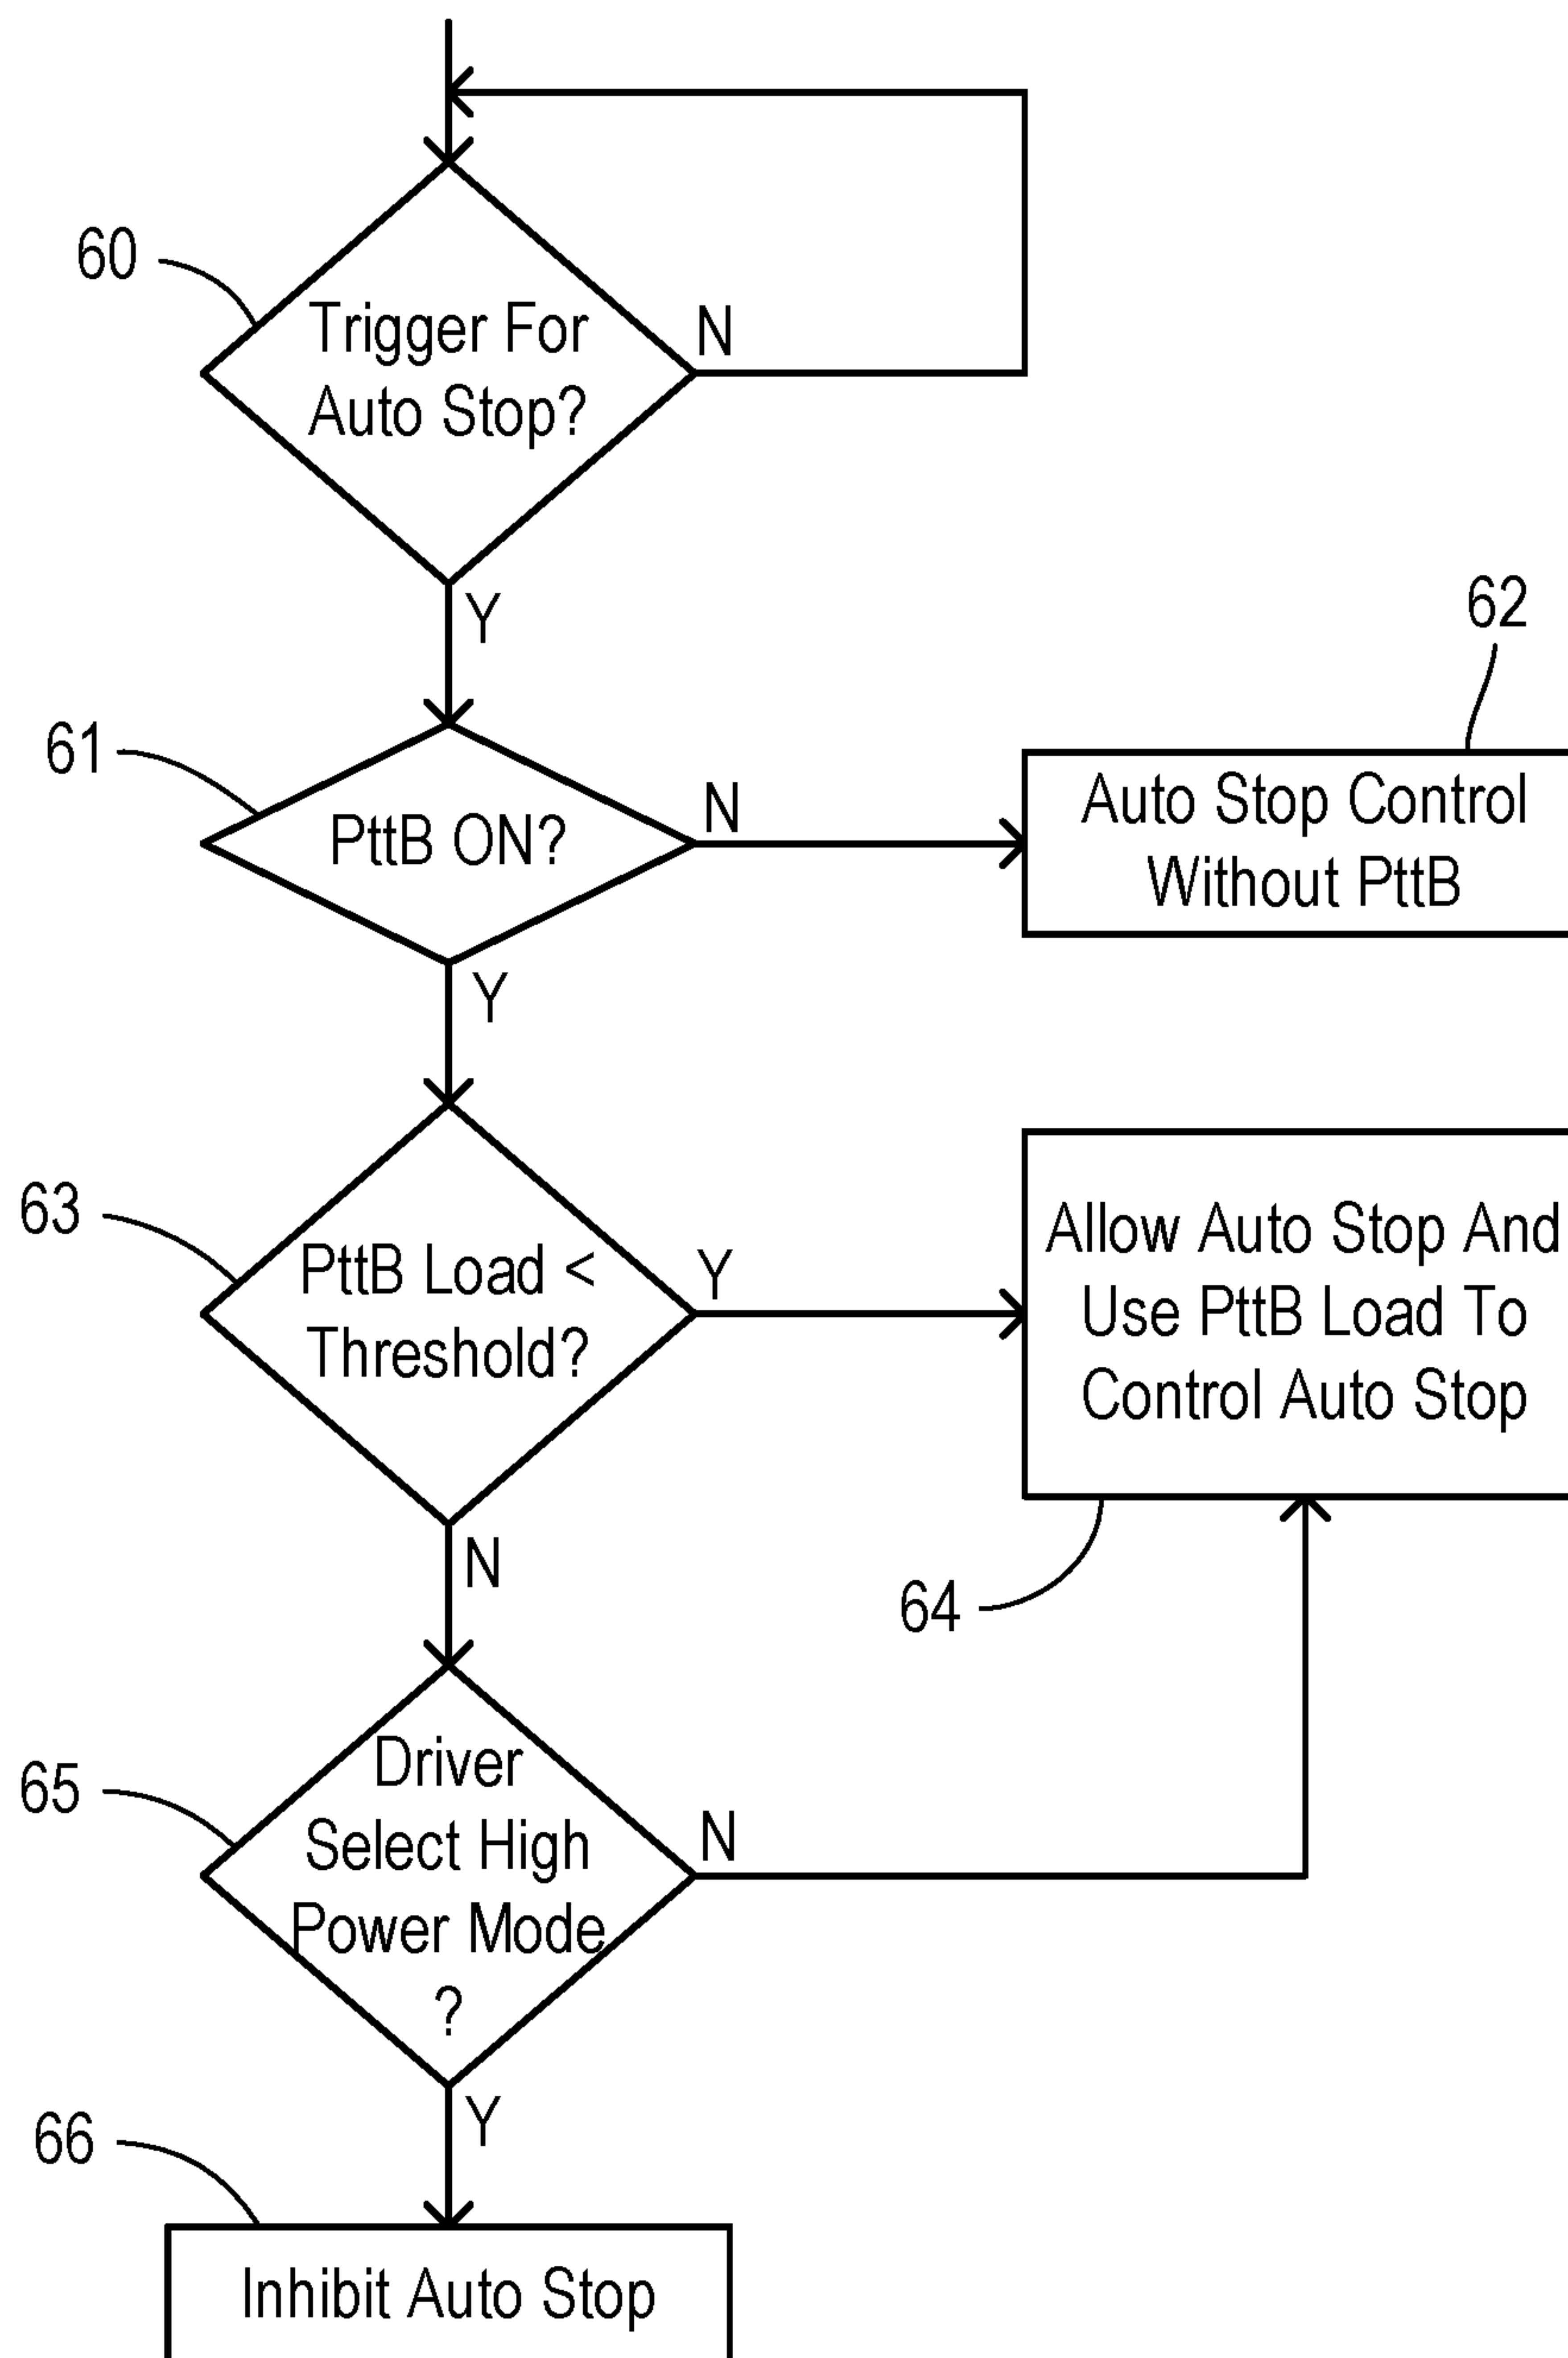 60
Trigger For
Auto Stop?
N
Y
62
61
PttB ON?
N
Auto Stop Control
Without PttB
Y
63
PttB Load <
Threshold?
Y
Allow Auto Stop And
Use PttB Load To
Control Auto Stop
N
64
65
Driver
Select High
Power Mode
?
N
Y
66
Inhibit Auto Stop